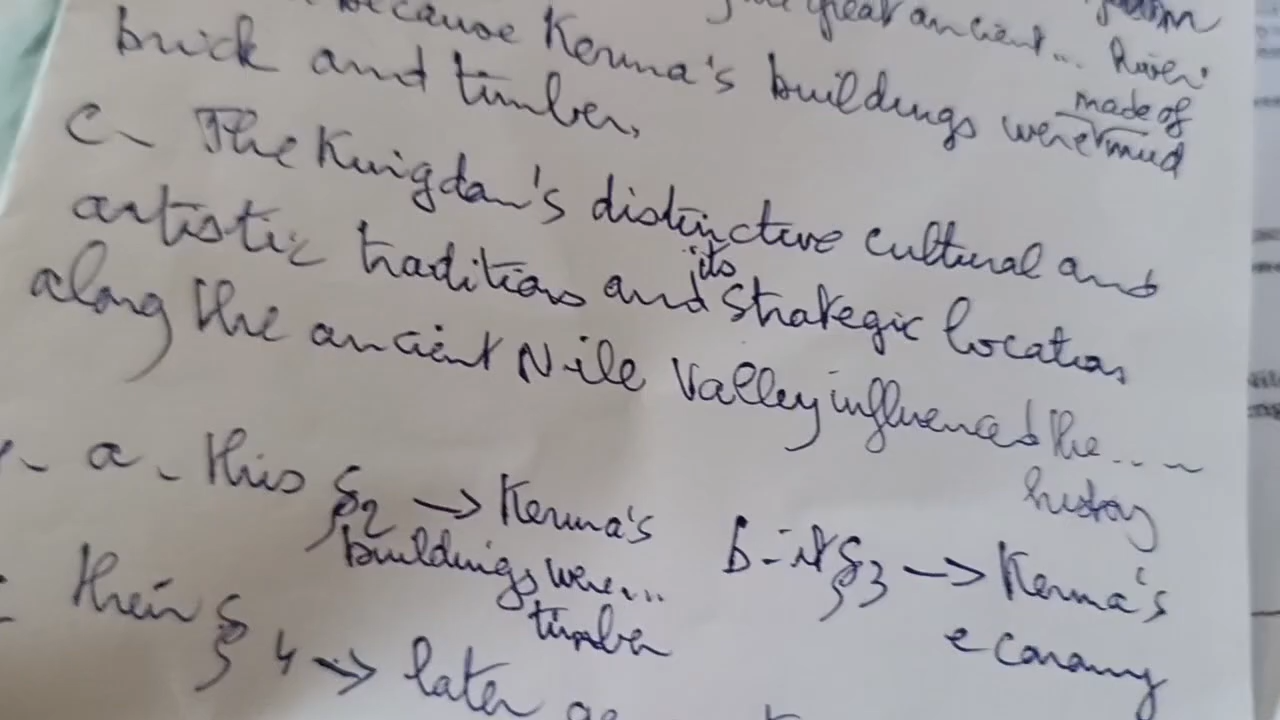 because Kerma's buildings were made of mud
great ancient... 
brick and timber.
C- The Kingdom's distinctive cultural and
artistic traditions and its strategic location
along the ancient Nile Valley influenced the....
history
a- this §2 → Kerma's
buildings were...
timber
b- it §3 → Kerma's
economy
their § 4 → later